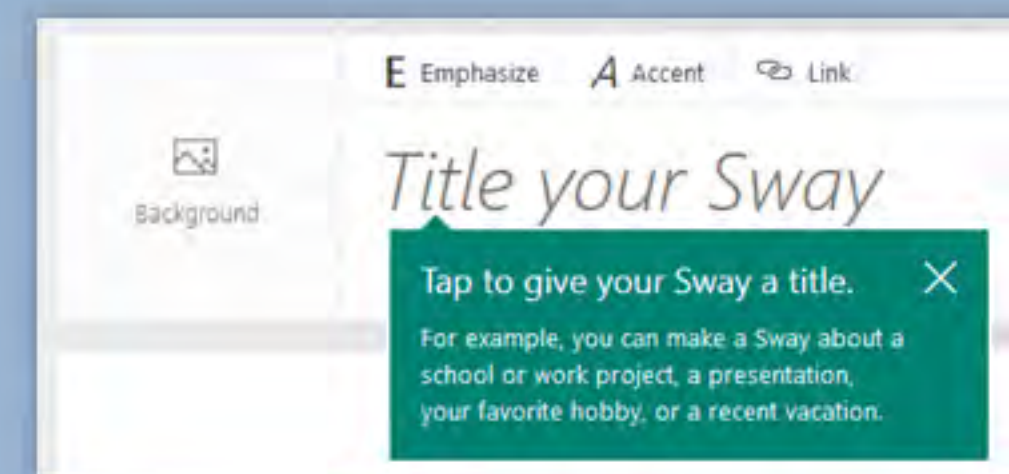 E Emphasize A Accent Link
Background
Title your Sway
Tap to give your Sway a title.
For example, you can make a Sway about a
school or work project, a presentation,
your favorite hobby, or a recent vacation.